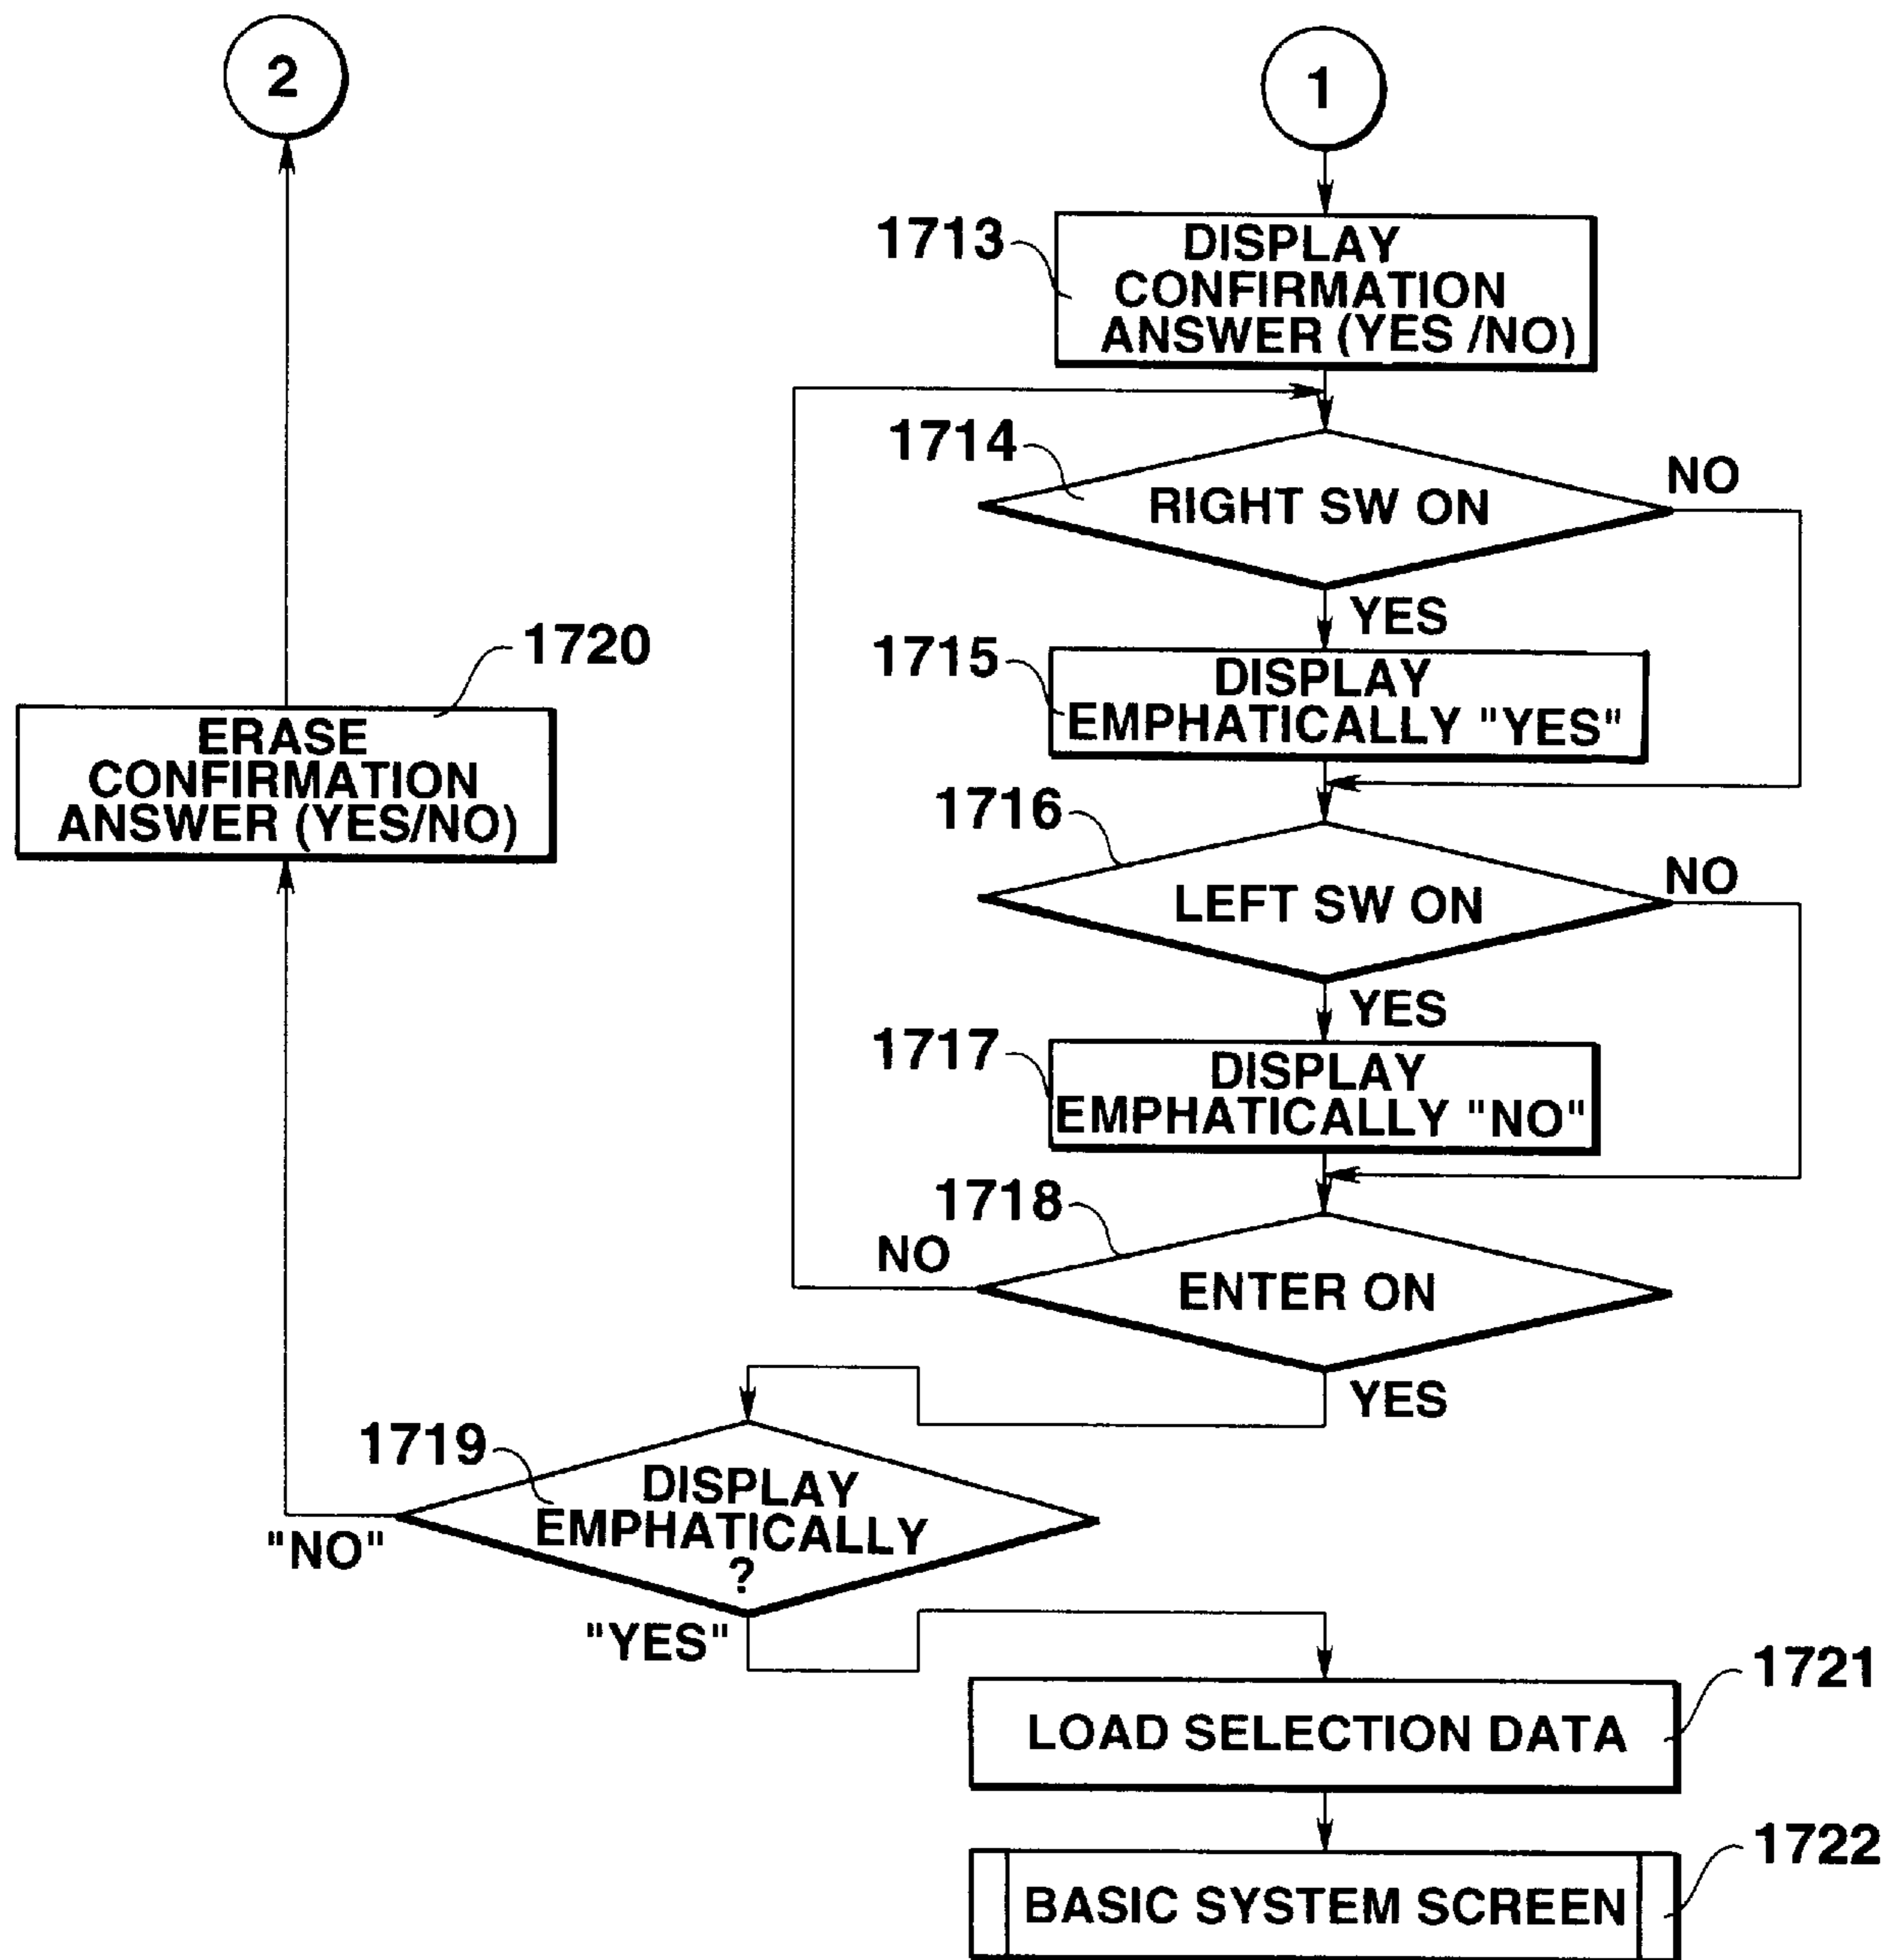 2
1
1713
DISPLAY
CONFIRMATION
ANSWER (YES /NO)
1714
RIGHT SW ON
NO
YES
1715
DISPLAY
EMPHATICALLY "YES"
1720
ERASE
CONFIRMATION
ANSWER (YES/NO)
1716
LEFT SW ON
NO
YES
1717
DISPLAY
EMPHATICALLY "NO"
1718
NO
ENTER ON
YES
1719
DISPLAY
EMPHATICALLY
?
"NO"
"YES"
1721
LOAD SELECTION DATA
1722
BASIC SYSTEM SCREEN